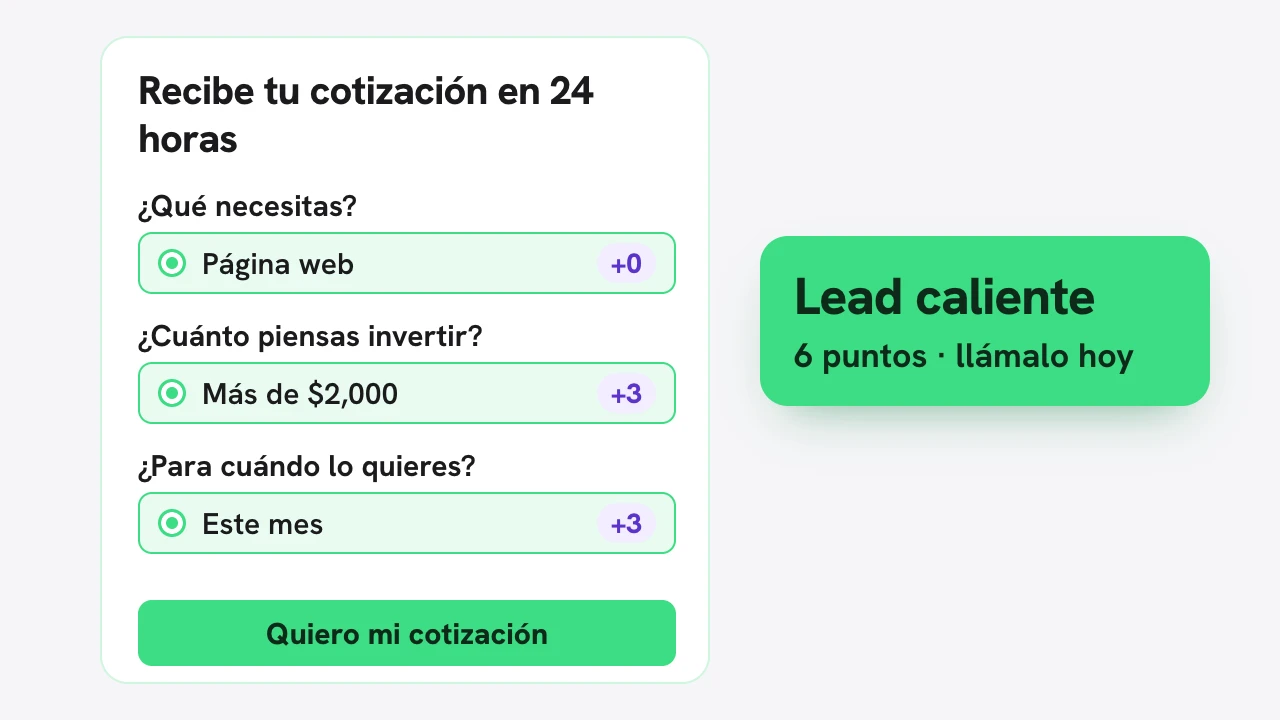 Recibe tu cotización en 24
horas
¿Qué necesitas?
Página web +0
¿Cuánto piensas invertir?
Más de $2,000 +3
¿Para cuándo lo quieres?
Este mes +3
Quiero mi cotización
Lead caliente
6 puntos · llámalo hoy